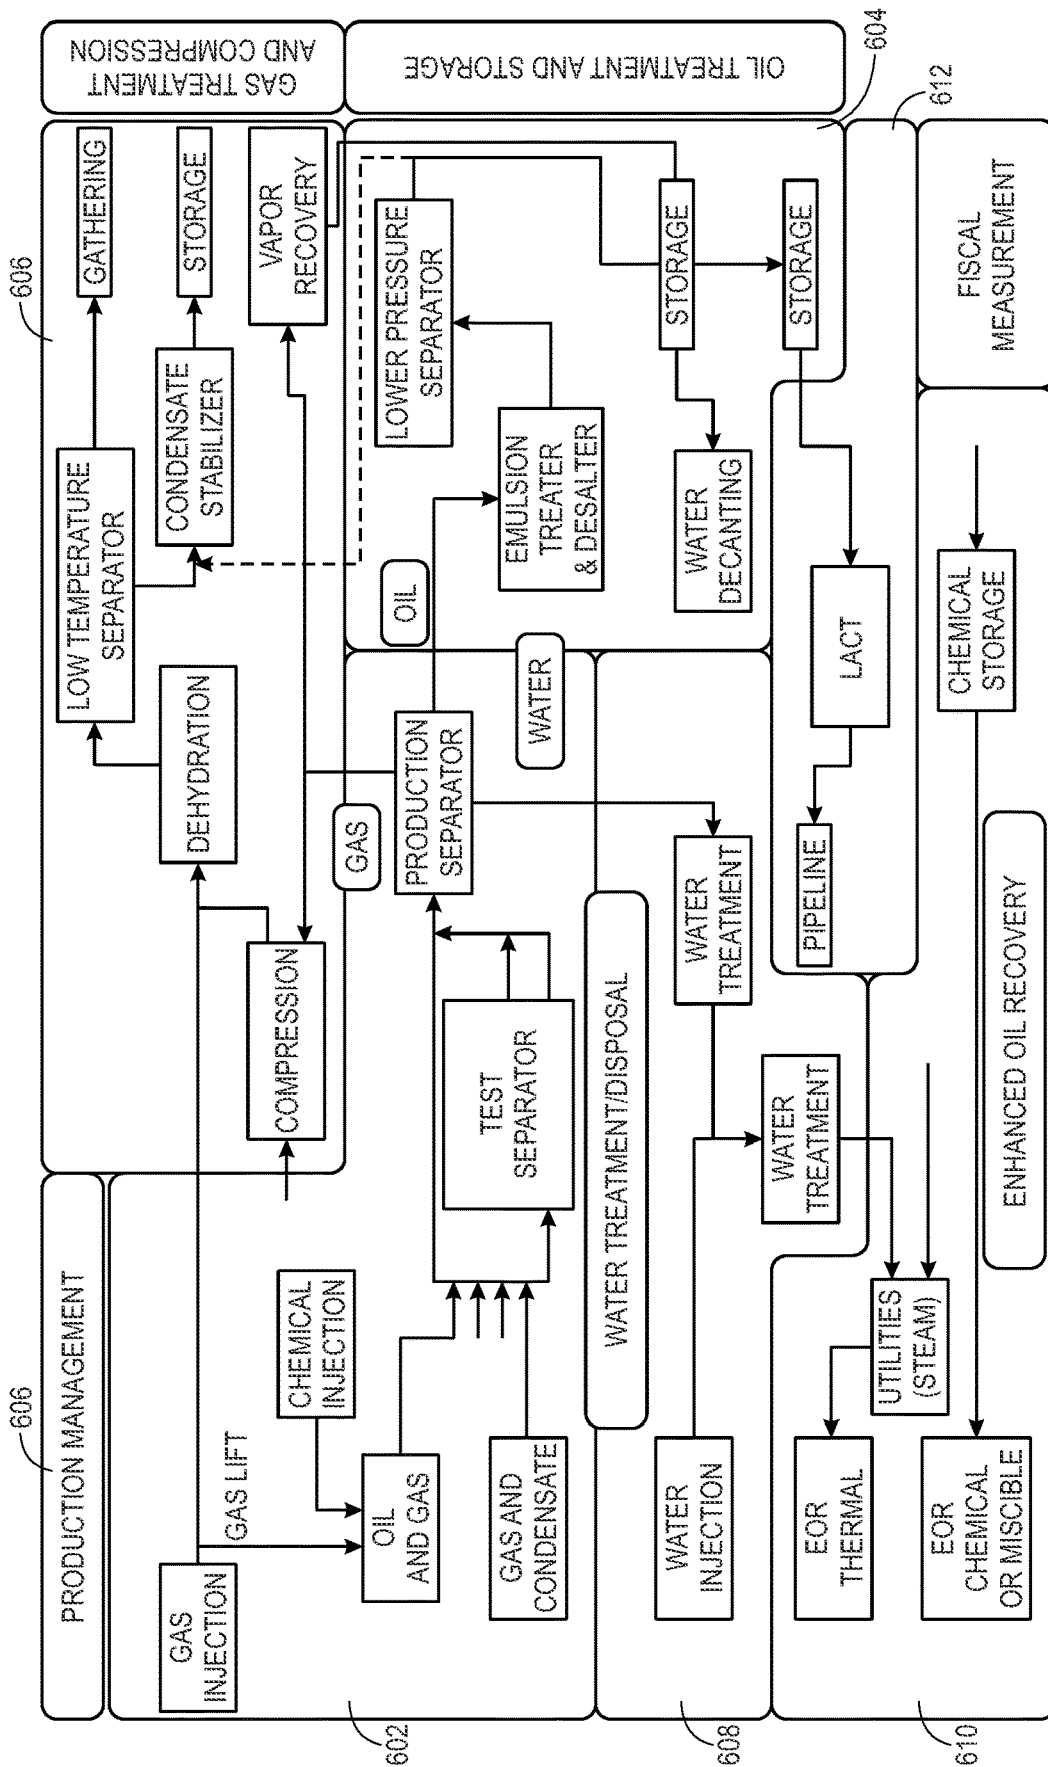 606
PRODUCTION MANAGEMENT
606
GAS TREATMENT
AND COMPRESSION
GAS
INJECTION
GAS LIFT
DEHYDRATION
LOW TEMPERATURE
SEPARATOR
GATHERING
CONDENSATE
STABILIZER
STORAGE
COMPRESSION
VAPOR
RECOVERY
CHEMICAL
INJECTION
OIL
AND GAS
GAS AND
CONDENSATE
602
TEST
SEPARATOR
GAS
PRODUCTION
SEPARATOR
OIL
WATER
LOWER PRESSURE
SEPARATOR
EMULSION
TREATER
& DESALTER
OIL TREATMENT AND STORAGE
604
STORAGE
WATER
DECANTING
STORAGE
WATER TREATMENT/DISPOSAL
WATER
INJECTION
608
WATER
TREATMENT
WATER
TREATMENT
PIPELINE
LACT
612
FISCAL
MEASUREMENT
EOR
THERMAL
UTILITIES
(STEAM)
EOR
CHEMICAL
OR MISCIBLE
610
CHEMICAL
STORAGE
ENHANCED OIL RECOVERY